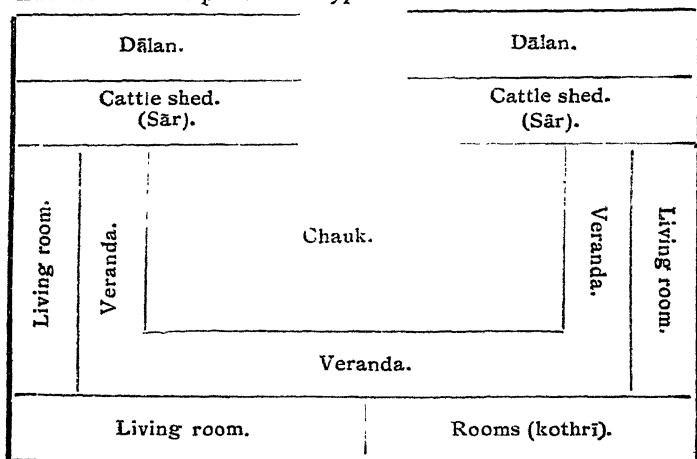 Dālan. Dālan.
Cattle shed. Cattle shed.
(Sār). (Sâr).
Living room. Veranda. Chauk. Veranda. Living room.
Veranda.
Living room. Rooms (kothrī).